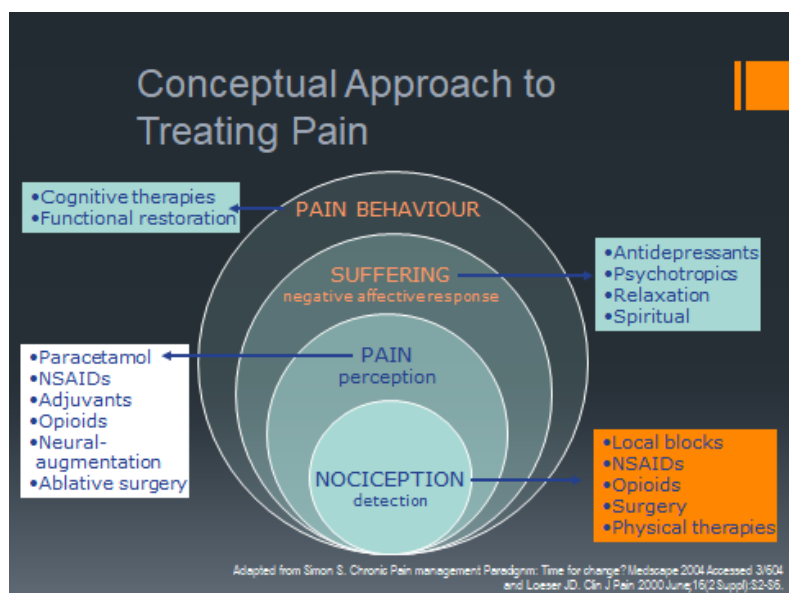 Conceptual Approach to
Treating Pain
•Cognitive therapies
•Functional restoration
PAIN BEHAVIOUR
SUFFERING
negative affective response
•Antidepressants
•Psychotropics
•Relaxation
•Spiritual
•Paracetamol
•NSAIDs
•Adjuvants
•Opioids
•Neural-
augmentation
•Ablative surgery
PAIN
perception
NOCICEPTION
detection
•Local blocks
•NSAIDs
•Opioids
•Surgery
•Physical therapies
Adapted from Simon S. Chronic Pain management Paradignm: Time for change? Medscape 2004 Accessed 3/604
and Loeser JD. Clin J Pain 2000 June;16(2 Suppl):S2-S6.